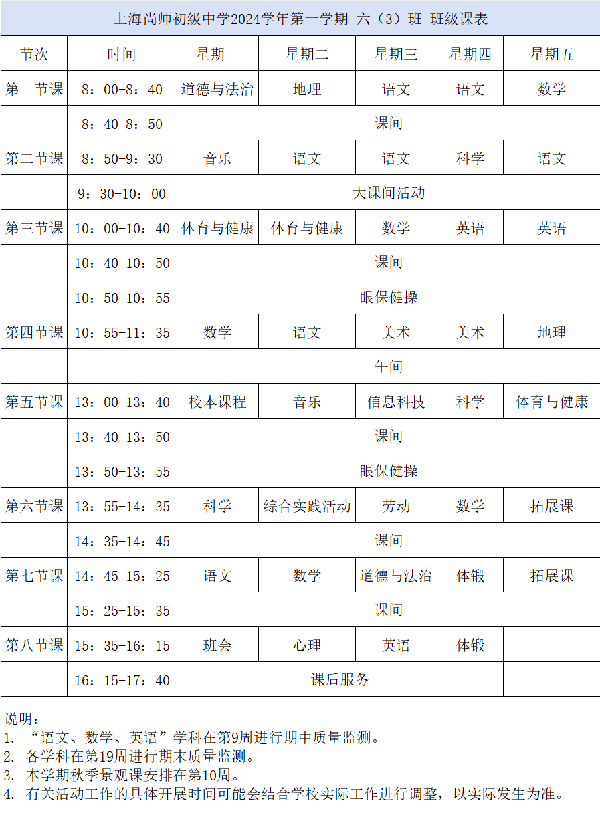 上海尚师初级中学2024学年第一学期 六（3）班 班级课表
节次 时间 星期 星期二 星期三 星期四 星期五
第 节课 8：00-8：40 道德与法治 地理 语文 语文 数学
8：40 8：50 课间
第二节课 8：50-9：30 音乐 语文 语文 科学 语文
9：30-10：00 大课间活动
第三节课 10：00-10：40 体育与健康 体育与健康 数学 英语 英语
10：40 10：50 课间
10：50 10：55 眼保健操
第四节课 10：55-11：35 数学 语文 美术 美术 地理
午间
第五节课 13：00 13：40 校本课程 音乐 信息科技 科学 体育与健康
13：40 13：50 课间
13：50-13：55 眼保健操
第六节课 13：55-14：35 科学 综合实践活动 劳动 数学 拓展课
14：35-14：45 课间
第七节课 14：45 15：25 语文 数学 道德与法治 体锻 拓展课
15：25-15：35 课间
第八节课 15：35-16：15 班会 心理 英语 体锻
16：15-17：40 课后服务
说明：
1. “语文、数学、英语”学科在第9周进行期中质量监测。
2. 各学科在第19周进行期末质量监测。
3. 本学期秋季景观课安排在第10周。
4. 有关活动工作的具体开展时间可能会结合学校实际工作进行调整，以实际发生为准。